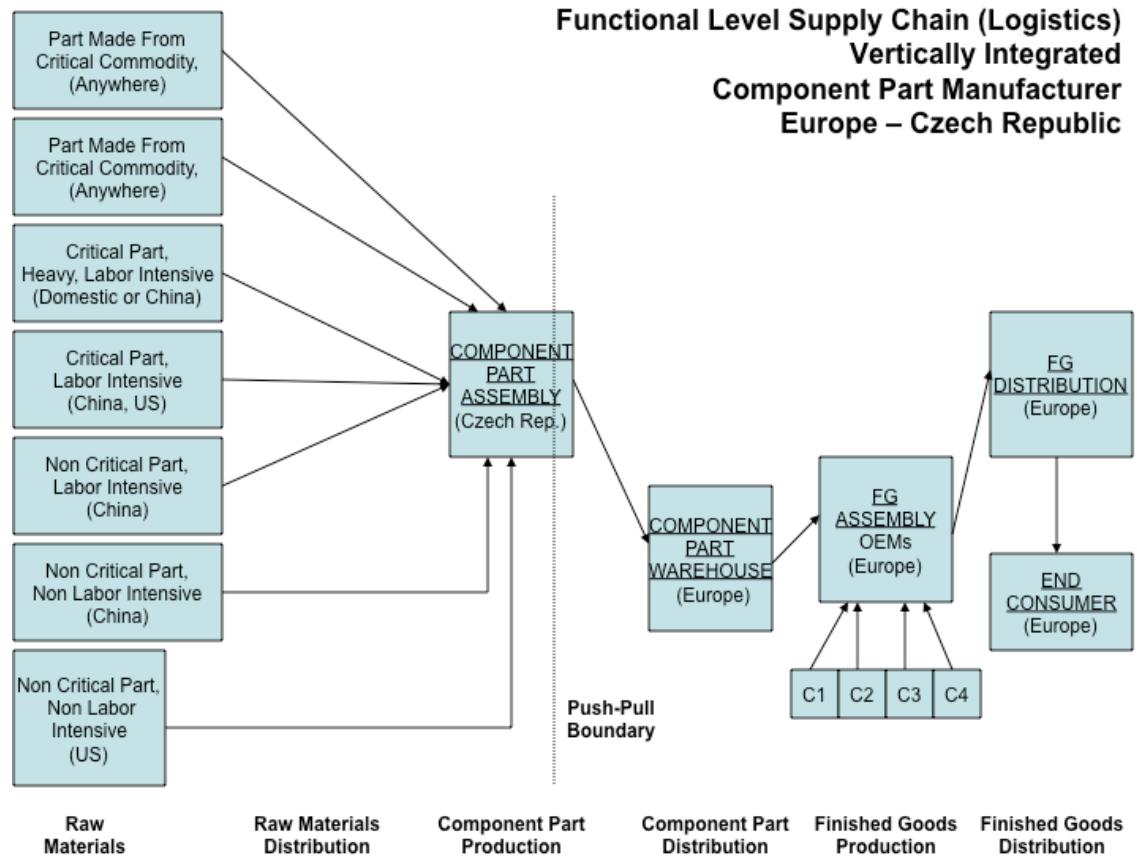 Functional Level Supply Chain (Logistics)
Vertically Integrated
Component Part Manufacturer
Europe – Czech Republic
Part Made From
Critical Commodity,
(Anywhere)
Part Made From
Critical Commodity,
(Anywhere)
Critical Part,
Heavy, Labor Intensive
(Domestic or China)
Critical Part,
Labor Intensive
(China, US)
Non Critical Part,
Labor Intensive
(China)
Non Critical Part,
Non Labor Intensive
(China)
Non Critical Part,
Non Labor
Intensive
(US)
COMPONENT
PART
ASSEMBLY
(Czech Rep.)
Push-Pull
Boundary
COMPONENT
PART
WAREHOUSE
(Europe)
FG
ASSEMBLY
OEMs
(Europe)
C1
C2
C3
C4
FG
DISTRIBUTION
(Europe)
END
CONSUMER
(Europe)
Raw
Materials
Raw Materials
Distribution
Component Part
Production
Component Part
Distribution
Finished Goods
Production
Finished Goods
Distribution